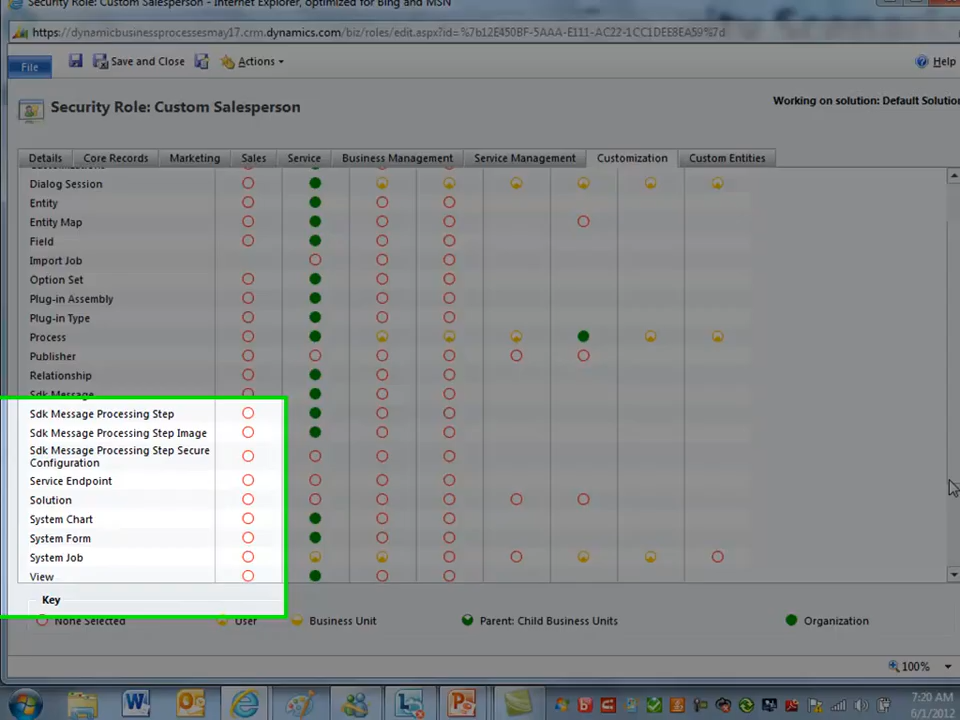 Security Role: Custom Salesperson - Internet Explorer, optimized for Bing and MSN
https://dynamicbusinessprocessesmay17.crm.dynamics.com/biz/roles/edit.aspx?id=%7b12E450BF-5AAA-E111-AC22-1CC1DEE8EA59%7d
File
Save and Close
Actions
Help
Security Role: Custom Salesperson
Working on solution: Default Solution
Details
Core Records
Marketing
Sales
Service
Business Management
Service Management
Customization
Custom Entities
Customizations
Dialog Session
Entity
Entity Map
Field
Import Job
Option Set
Plug-in Assembly
Plug-in Type
Process
Publisher
Relationship
Sdk Message
Sdk Message Processing Step
Sdk Message Processing Step Image
Sdk Message Processing Step Secure
Configuration
Service Endpoint
Solution
System Chart
System Form
System Job
View
Key
None Selected
User
Business Unit
Parent: Child Business Units
Organization
100%
7:20 AM
6/1/2012